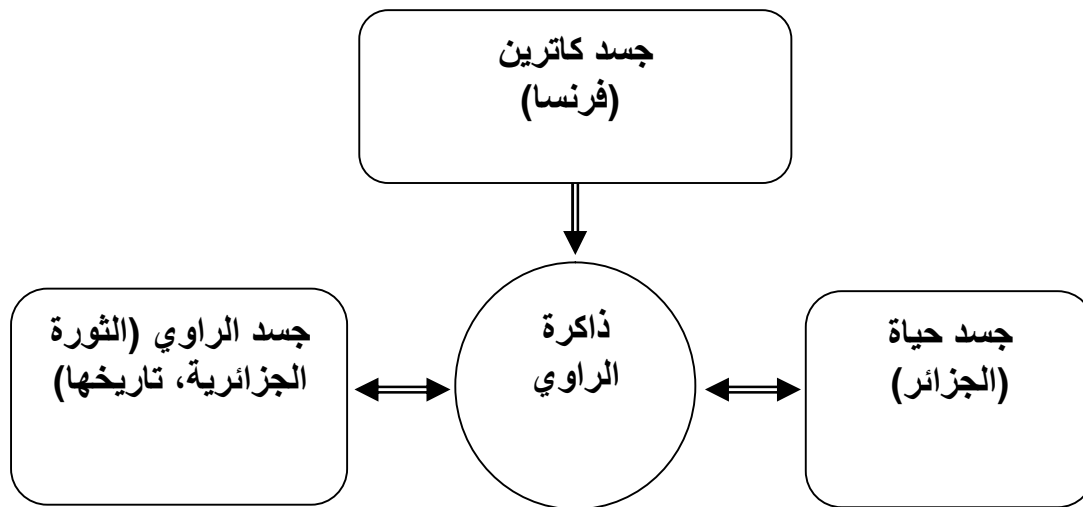 جسد كاترين
(فرنسا)
جسد حياة
(الجزائر)
ذاكرة
الراوي
جسد الراوي (الثورة
الجزائرية، تاريخها)